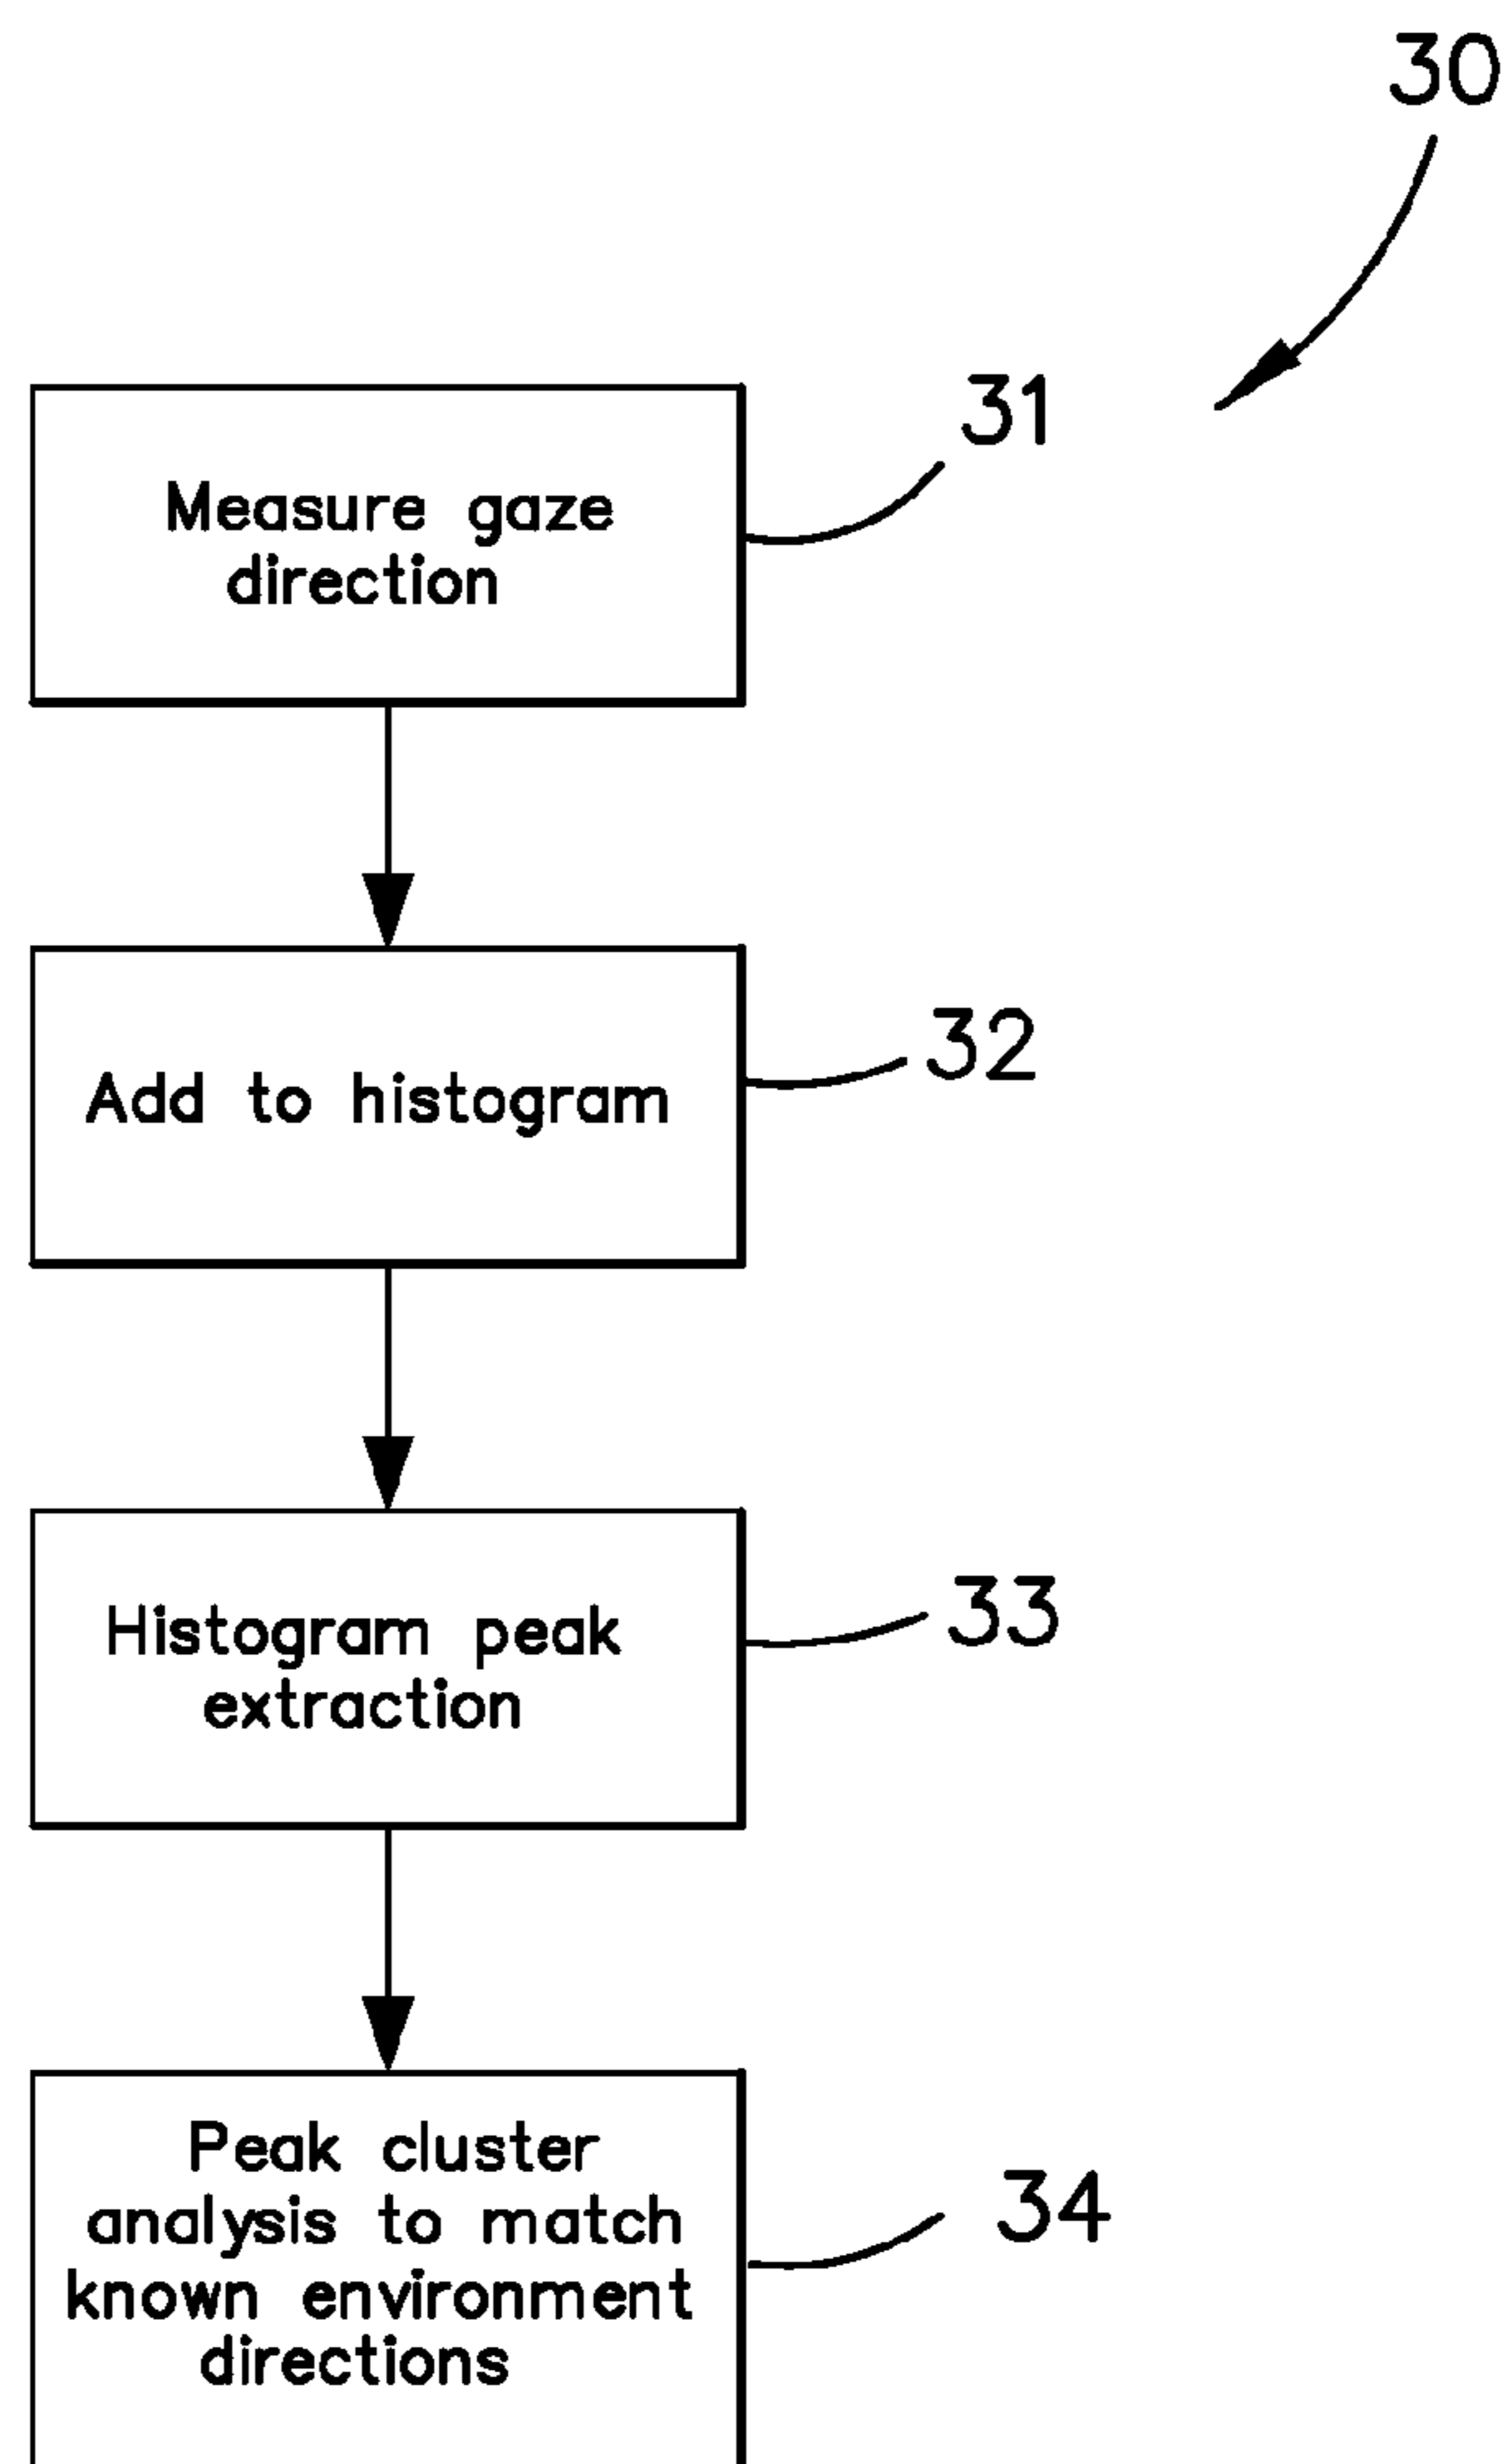 30
31
Measure gaze
direction
32
Add to histogram
33
Histogram peak
extraction
Peak cluster
34
analysis to match
known environment
directions